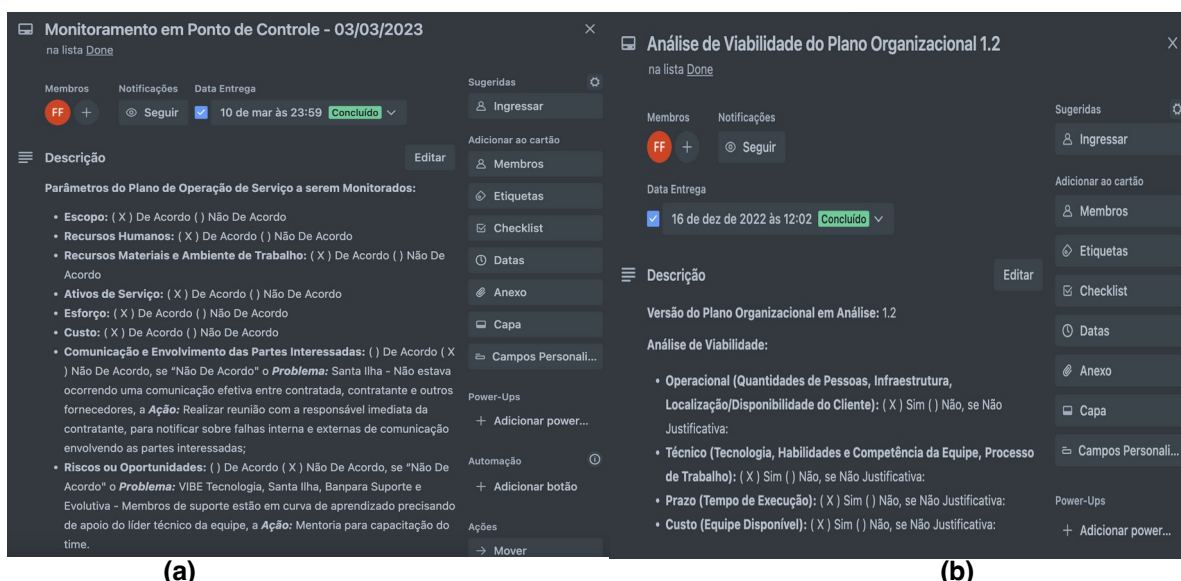 Monitoramento em Ponto de Controle - 03/03/2023
na lista Done
Membros
Notificações
Data Entrega
FF
Seguir
10 de mar às 23:59 Concluído
Descrição
Editar
Parâmetros do Plano de Operação de Serviço a serem Monitorados:
• Escopo: ( X ) De Acordo ( ) Não De Acordo
• Recursos Humanos: ( X ) De Acordo ( ) Não De Acordo
• Recursos Materiais e Ambiente de Trabalho: ( X ) De Acordo ( ) Não De
Acordo
• Ativos de Serviço: ( X ) De Acordo ( ) Não De Acordo
• Esforço: ( X ) De Acordo ( ) Não De Acordo
• Custo: ( X ) De Acordo ( ) Não De Acordo
• Comunicação e Envolvimento das Partes Interessadas: ( ) De Acordo ( X
) Não De Acordo, se “Não De Acordo" o Problema: Santa Ilha - Não estava
ocorrendo uma comunicação efetiva entre contratada, contratante e outros
fornecedores, a Ação: Realizar reunião com a responsável imediata da
contratante, para notificar sobre falhas interna e externas de comunicação
envolvendo as partes interessadas;
• Riscos ou Oportunidades: ( ) De Acordo ( X ) Não De Acordo, se "Não De
Acordo" o Problema: VIBE Tecnologia, Santa Ilha, Banpara Suporte e
Evolutiva - Membros de suporte estão em curva de aprendizado precisando
de apoio do líder técnico da equipe, a Ação: Mentoria para capacitação do
time.
Sugeridas
Ingressar
Adicionar ao cartão
Membros
Etiquetas
Checklist
Datas
Anexo
Capa
Campos Personali...
Power-Ups
+ Adicionar power...
Automação
+ Adicionar botão
Ações
→ Mover
(a)
Análise de Viabilidade do Plano Organizacional 1.2
na lista Done
Membros
Notificações
FF
Seguir
Data Entrega
16 de dez de 2022 às 12:02 Concluído
Descrição
Editar
Versão do Plano Organizacional em Análise: 1.2
Análise de Viabilidade:
• Operacional (Quantidades de Pessoas, Infraestrutura,
Localização/Disponibilidade do Cliente): ( X ) Sim ( ) Não, se Não
Justificativa:
• Técnico (Tecnologia, Habilidades e Competência da Equipe, Processo
de Trabalho): ( X ) Sim ( ) Não, se Não Justificativa:
• Prazo (Tempo de Execução): ( X ) Sim ( ) Não, se Não Justificativa:
• Custo (Equipe Disponível): ( X ) Sim ( ) Não, se Não Justificativa:
Sugeridas
Ingressar
Adicionar ao cartão
Membros
Etiquetas
Checklist
Datas
Anexo
Capa
Campos Personali...
Power-Ups
+ Adicionar power...
(b)